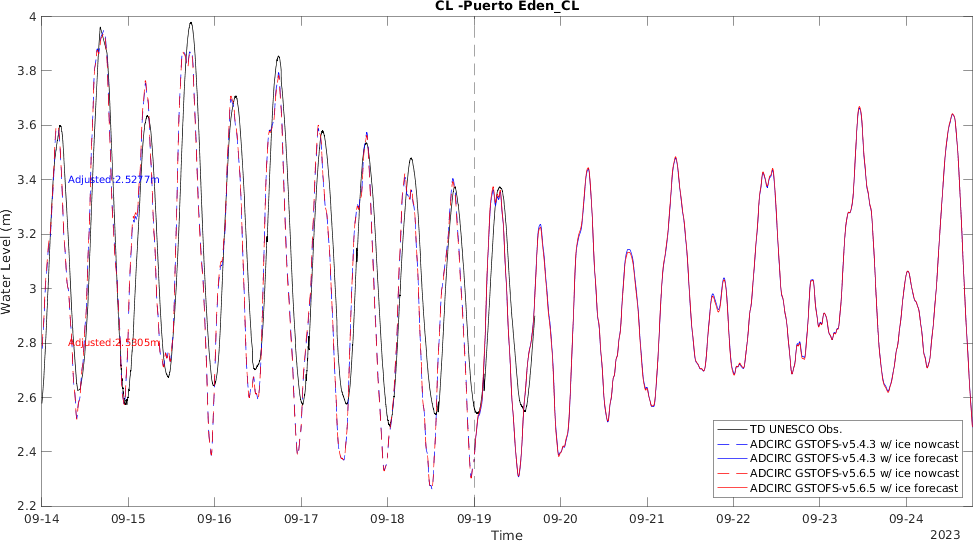 CL -Puerto Eden_CL
4
3.8
3.6
3.4
3.2
3
2.8
2.6
2.4
2.2
Water Level (m)
Adjusted:2.5277m
Adjusted:2.5305m
TD UNESCO Obs.
ADCIRC GSTOFS-v5.4.3 w/ ice nowcast
ADCIRC GSTOFS-v5.4.3 w/ ice forecast
ADCIRC GSTOFS-v5.6.5 w/ ice nowcast
ADCIRC GSTOFS-v5.6.5 w/ ice forecast
09-14 09-15 09-16 09-17 09-18 09-19 09-20 09-21 09-22 09-23 09-24
Time
2023